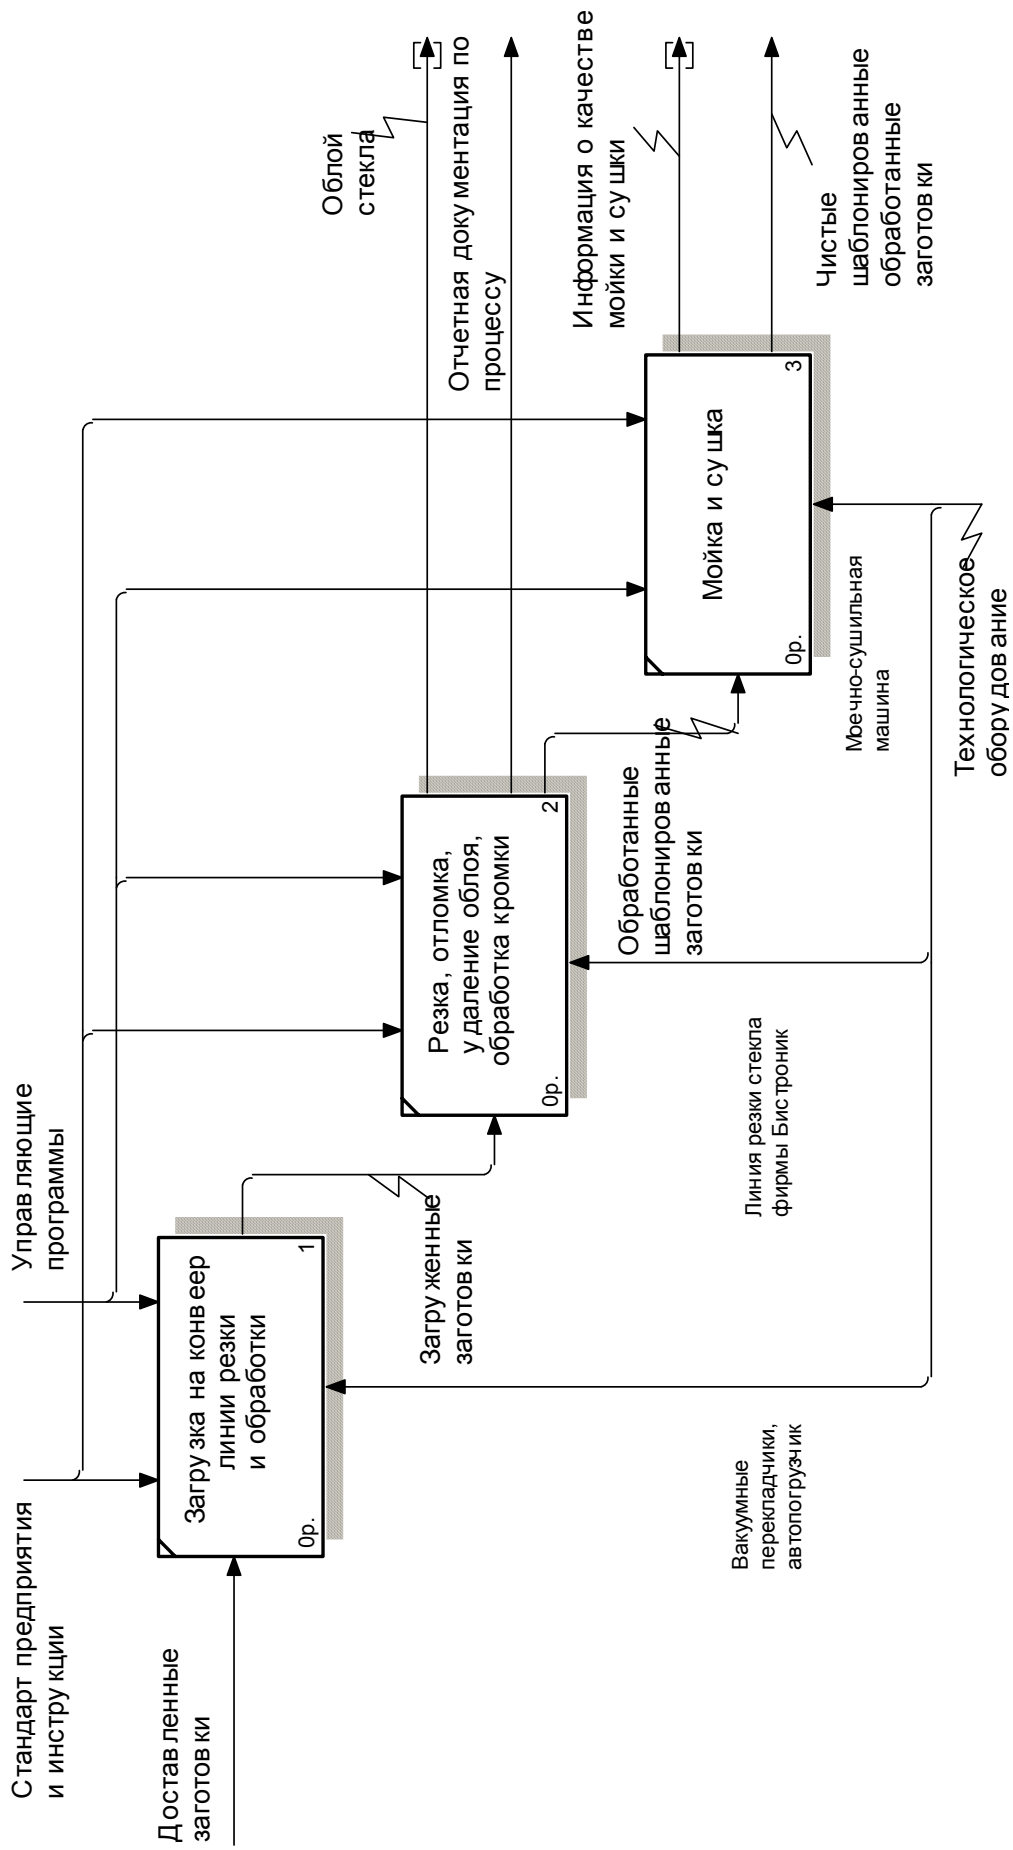 Стандарт предприятия
и инструкции
Управляющие
программы
Доставленные
заготовки
Загрузка на конвеер
линии резки
и обработки
0р.
1
Загруженные
заготовки
Резка, отломка,
удаление облоя,
обработка кромки
0р.
2
Облой
стекла
Отчетная документация по
процессу
Обработанные
шаблонированные
заготовки
Мойка и сушка
0р.
3
Информация о качестве
мойки и сушки
Чистые
шаблонированные
обработанные
заготовки
Вакуумные
перекладчики,
автопогрузчик
Линия резки стекла
фирмы Бистроник
Моечно-сушильная
машина
Технологическое
оборудование